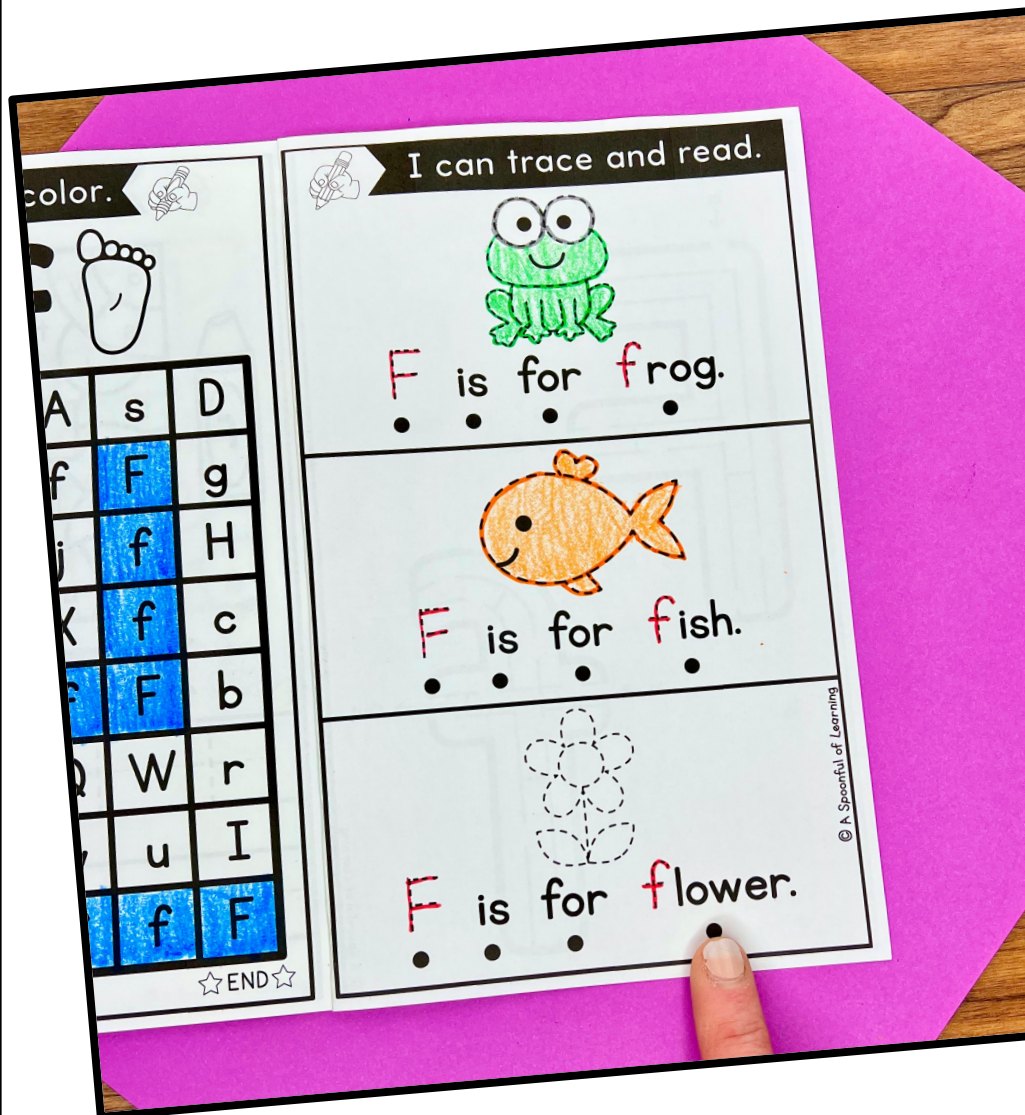 color.
A s D
f F g
j f H
f c
f F b
Q W r
u I
f F
END
I can trace and read.
F is for frog.
F is for fish.
F is for flower.
© A Spoonful of Learning